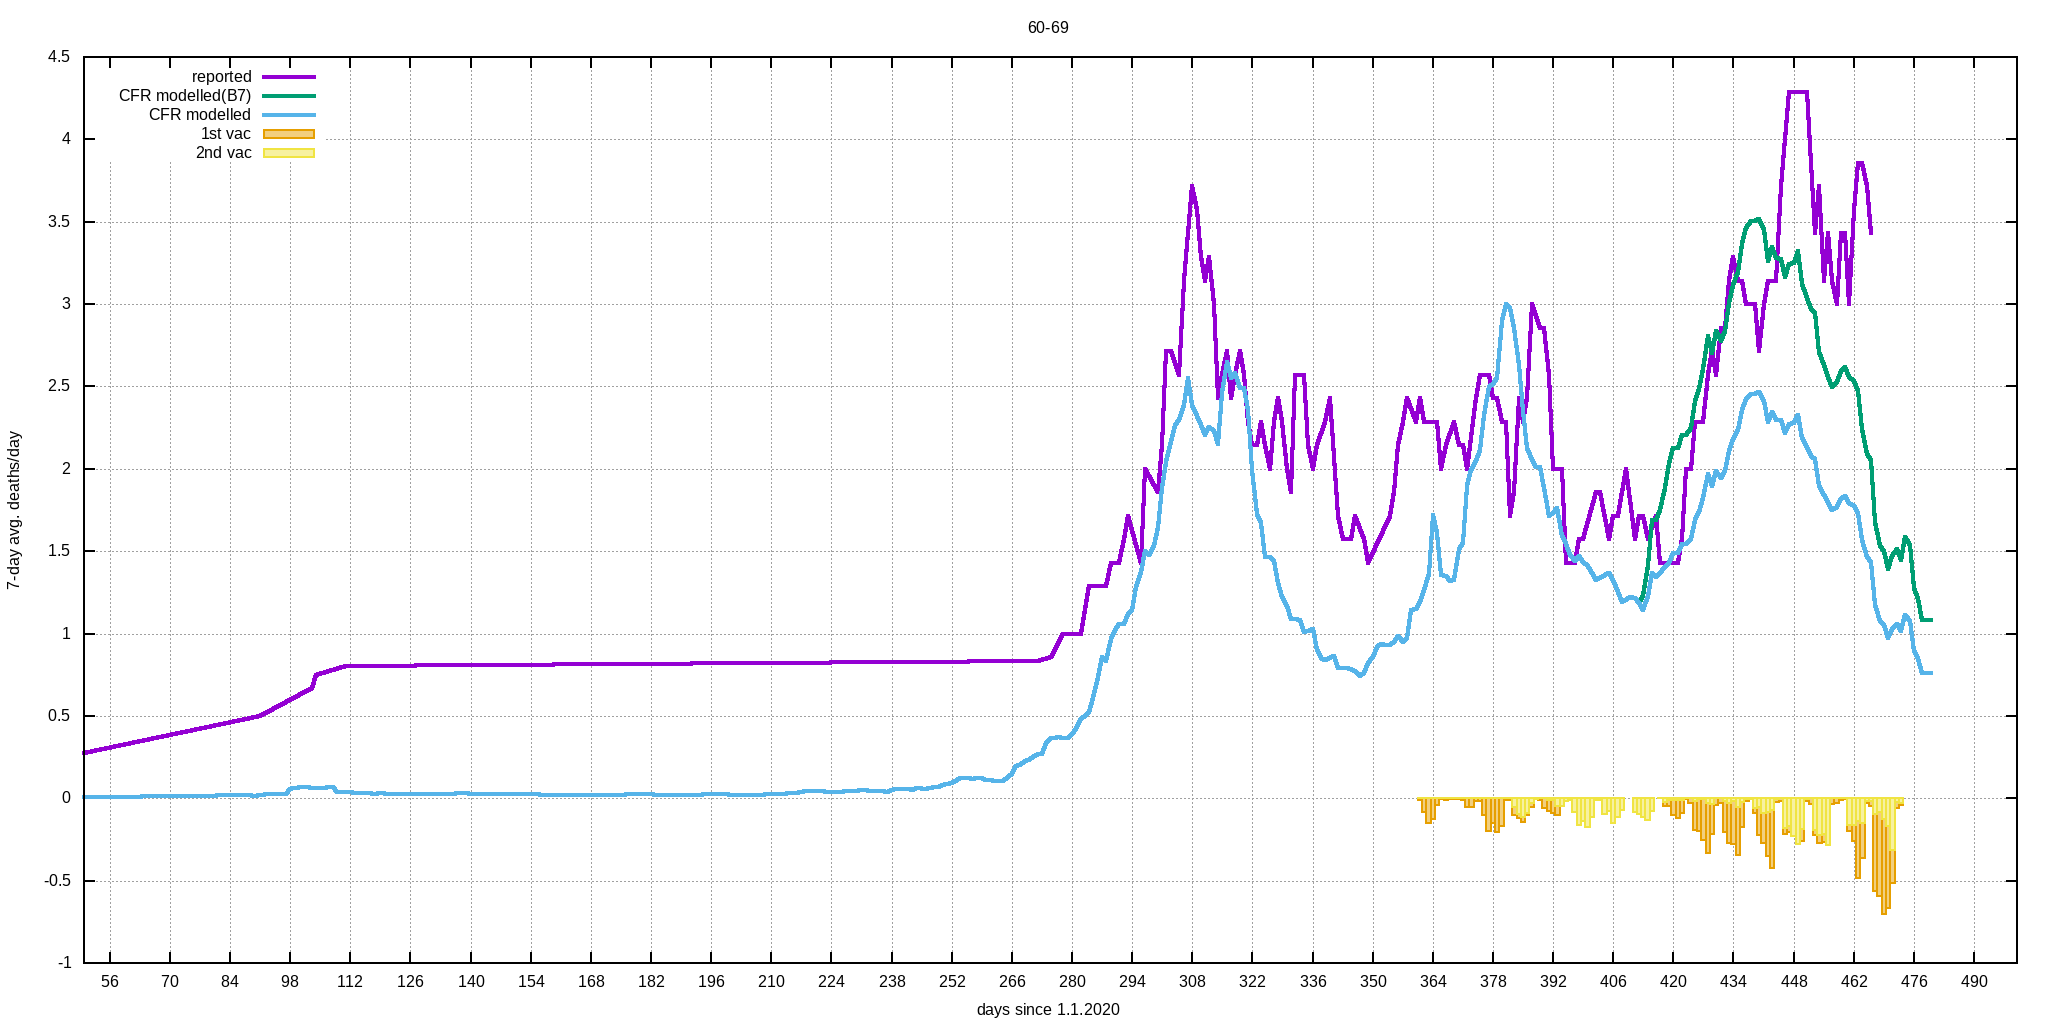 60-69
reported
CFR modelled(B7)
CFR modelled
1st vac
2nd vac
4.5
4
3.5
3
2.5
2
1.5
1
0.5
0
-0.5
-1
7-day avg. deaths/day
56 70 84 98 112 126 140 154 168 182 196 210 224 238 252 266 280 294 308 322 336 350 364 378 392 406 420 434 448 462 476 490
days since 1.1.2020